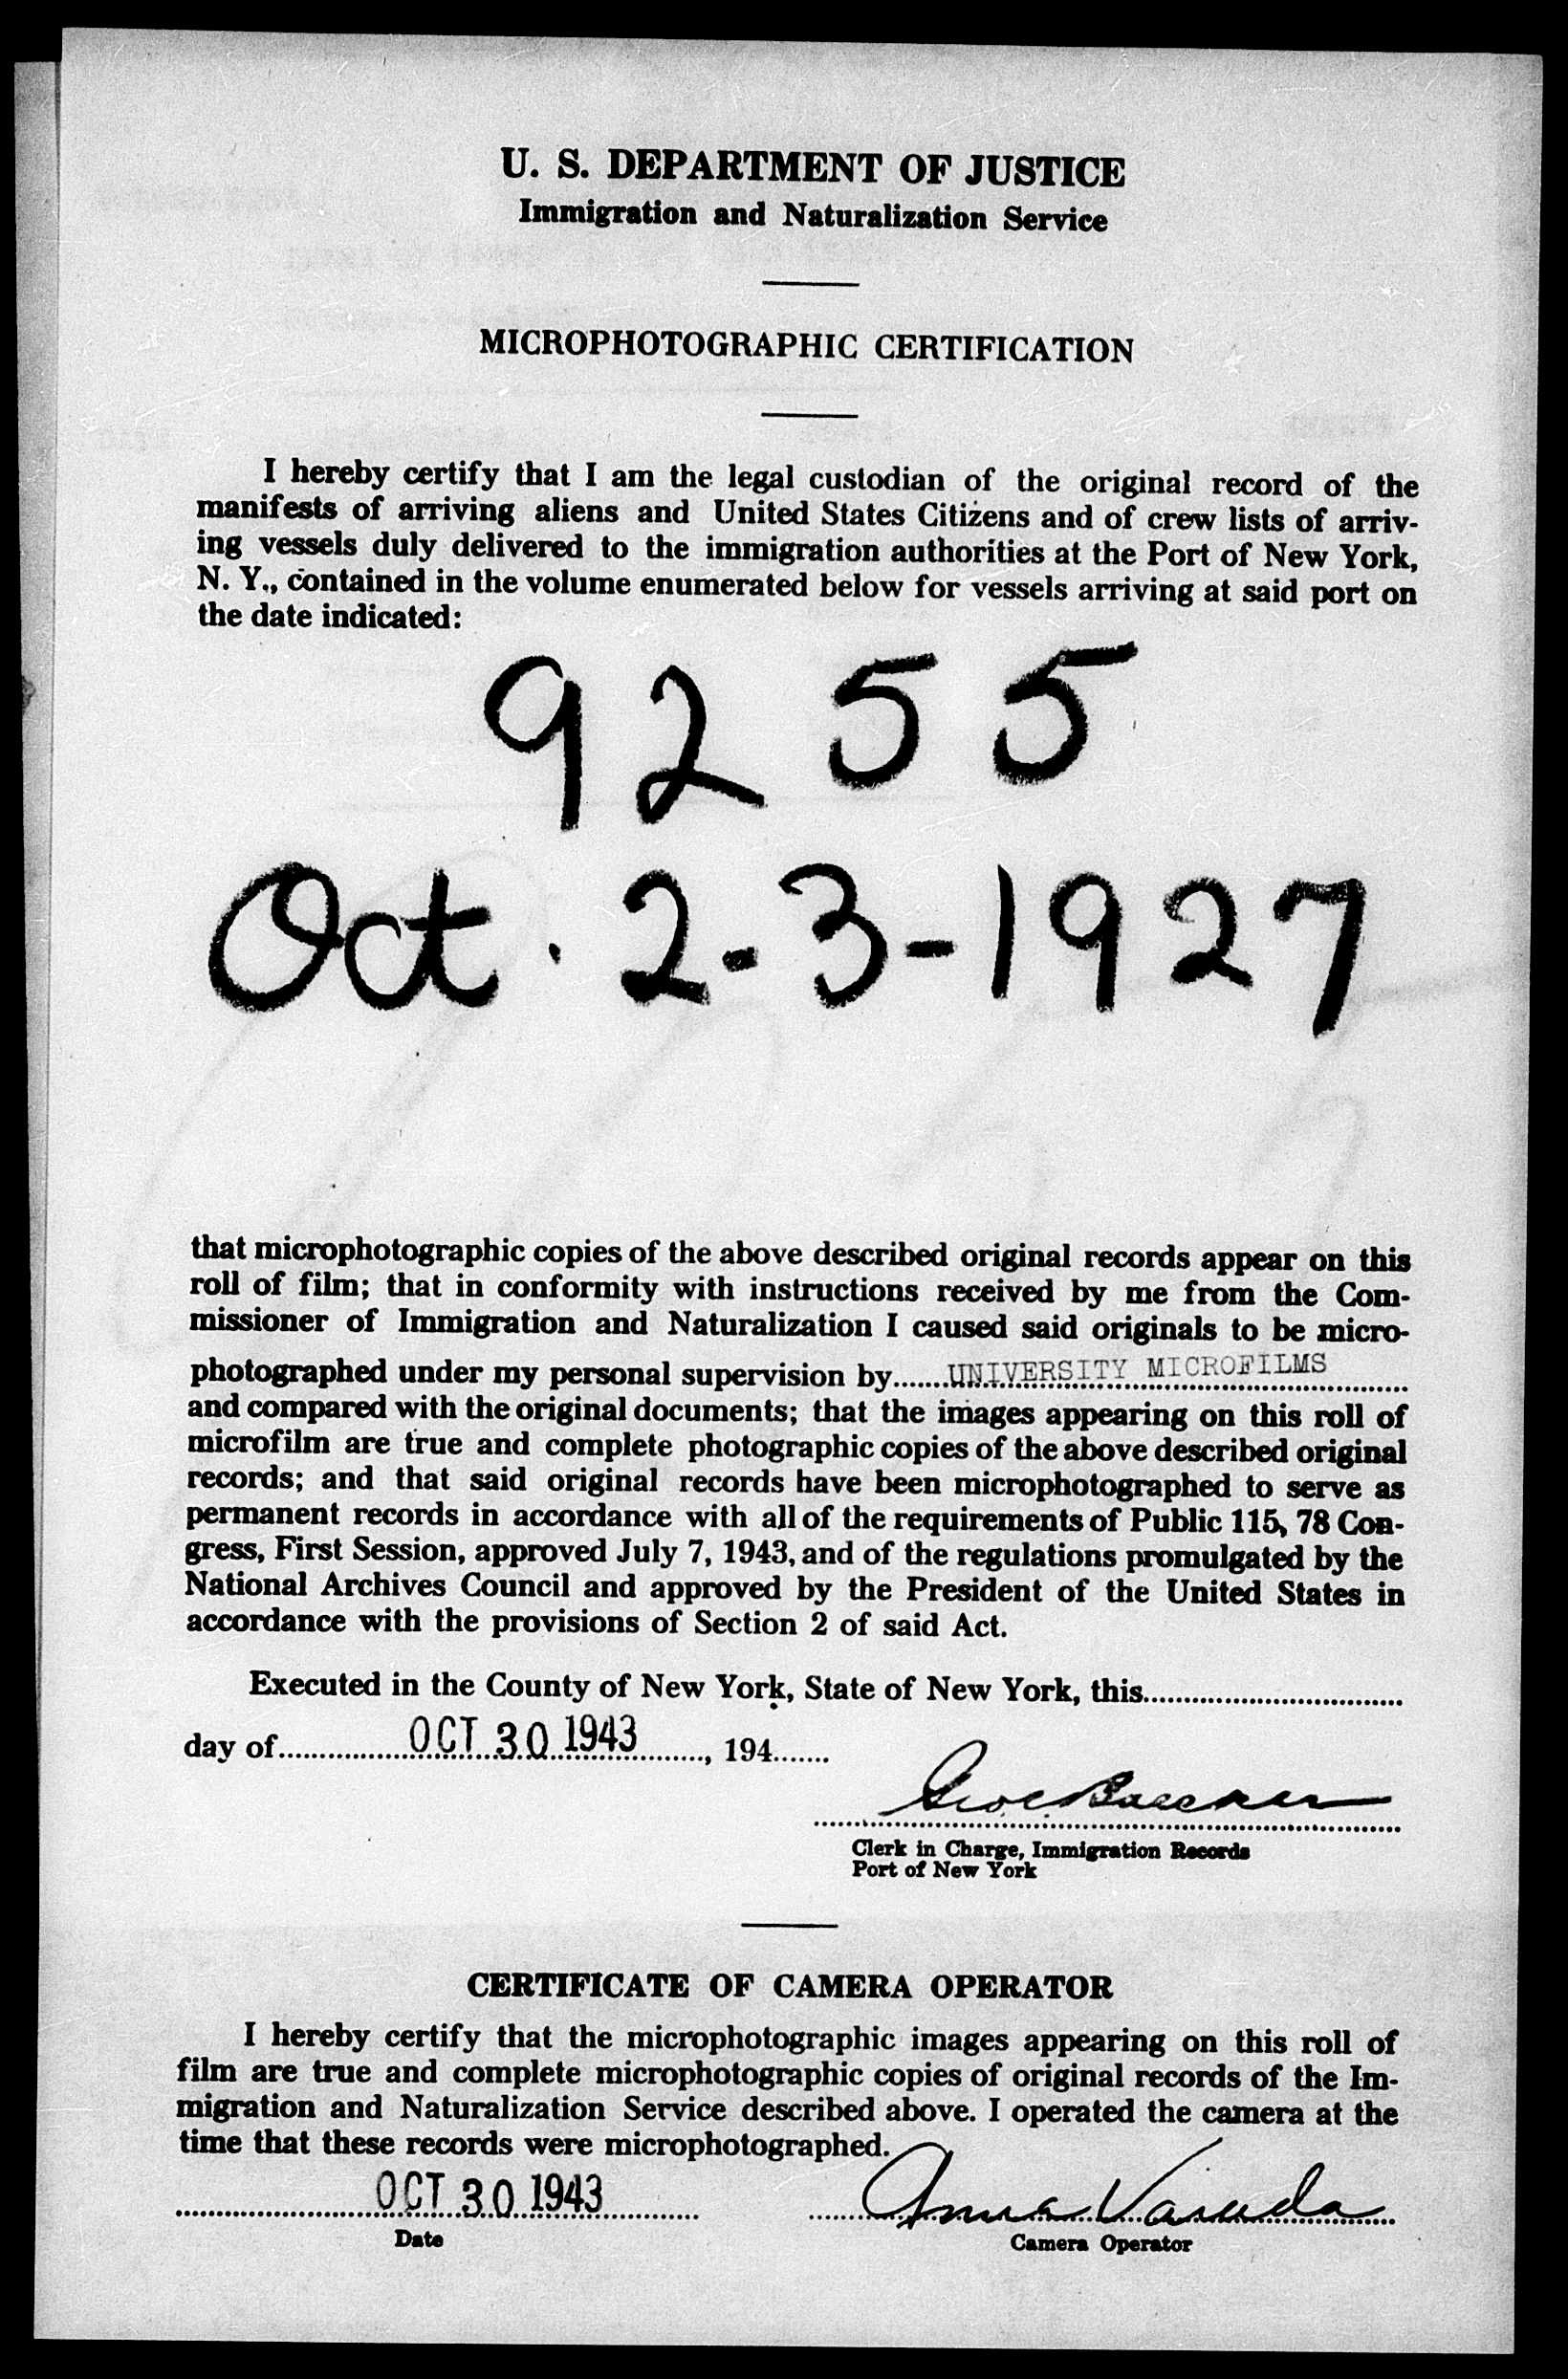 U. S. DEPARTMENT OF JUSTICE
Immigration and Naturalization Service
MICROPHOTOGRAPHIC CERTIFICATION
I hereby certify that I am the legal custodian of the original record of the
manifests of arriving aliens and United States Citizens and of crew lists of arriv-
ing vessels duly delivered to the immigration authorities at the Port of New York,
N. Y., contained in the volume enumerated below for vessels arriving at said port on
the date indicated:
9255
Oct. 2-3-1927
that microphotographic copies of the above described original records appear on this
roll of film; that in conformity with instructions received by me from the Com-
missioner of Immigration and Naturalization I caused said originals to be micro-
photographed under my personal supervision by.......UNIVERSITY MICROFILMS
and compared with the original documents; that the images appearing on this roll of
microfilm are true and complete photographic copies of the above described original
records; and that said original records have been microphotographed to serve as
permanent records in accordance with all of the requirements of Public 115, 78 Con-
gress, First Session, approved July 7, 1943, and of the regulations promulgated by the
National Archives Council and approved by the President of the United States in
accordance with the provisions of Section 2 of said Act.
Executed in the County of New York, State of New York, this
day of OCT 30 1943, 194
Clerk in Charge, Immigration Records
Port of New York
CERTIFICATE OF CAMERA OPERATOR
I hereby certify that the microphotographic images appearing on this roll of
film are true and complete microphotographic copies of original records of the Im-
migration and Naturalization Service described above. I operated the camera at the
time that these records were microphotographed.
OCT 30 1943 Anna
Date
Camera Operator